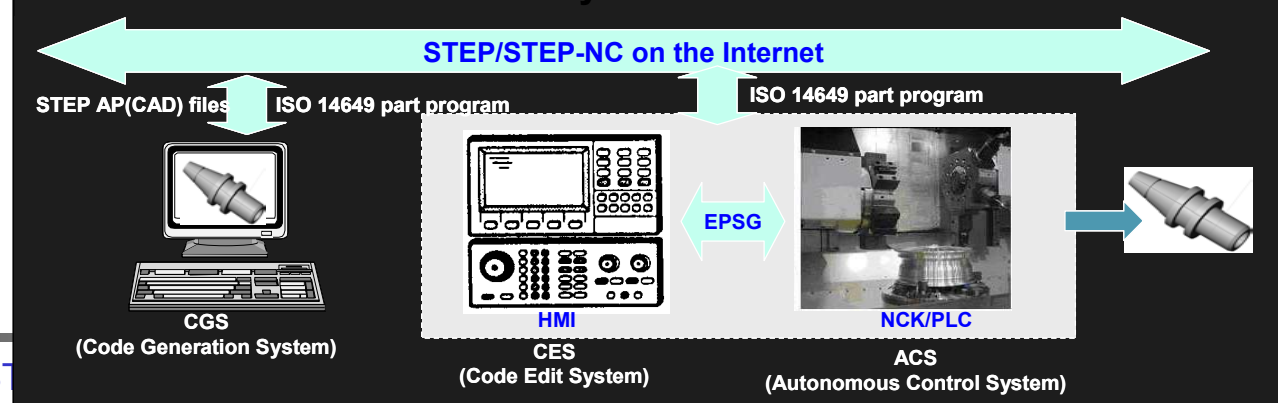 STEP/STEP-NC on the Internet
STEP AP(CAD) files
ISO 14649 part program
ISO 14649 part program
EPSG
HMI
NCK/PLC
CGS
(Code Generation System)
CES
(Code Edit System)
ACS
(Autonomous Control System)